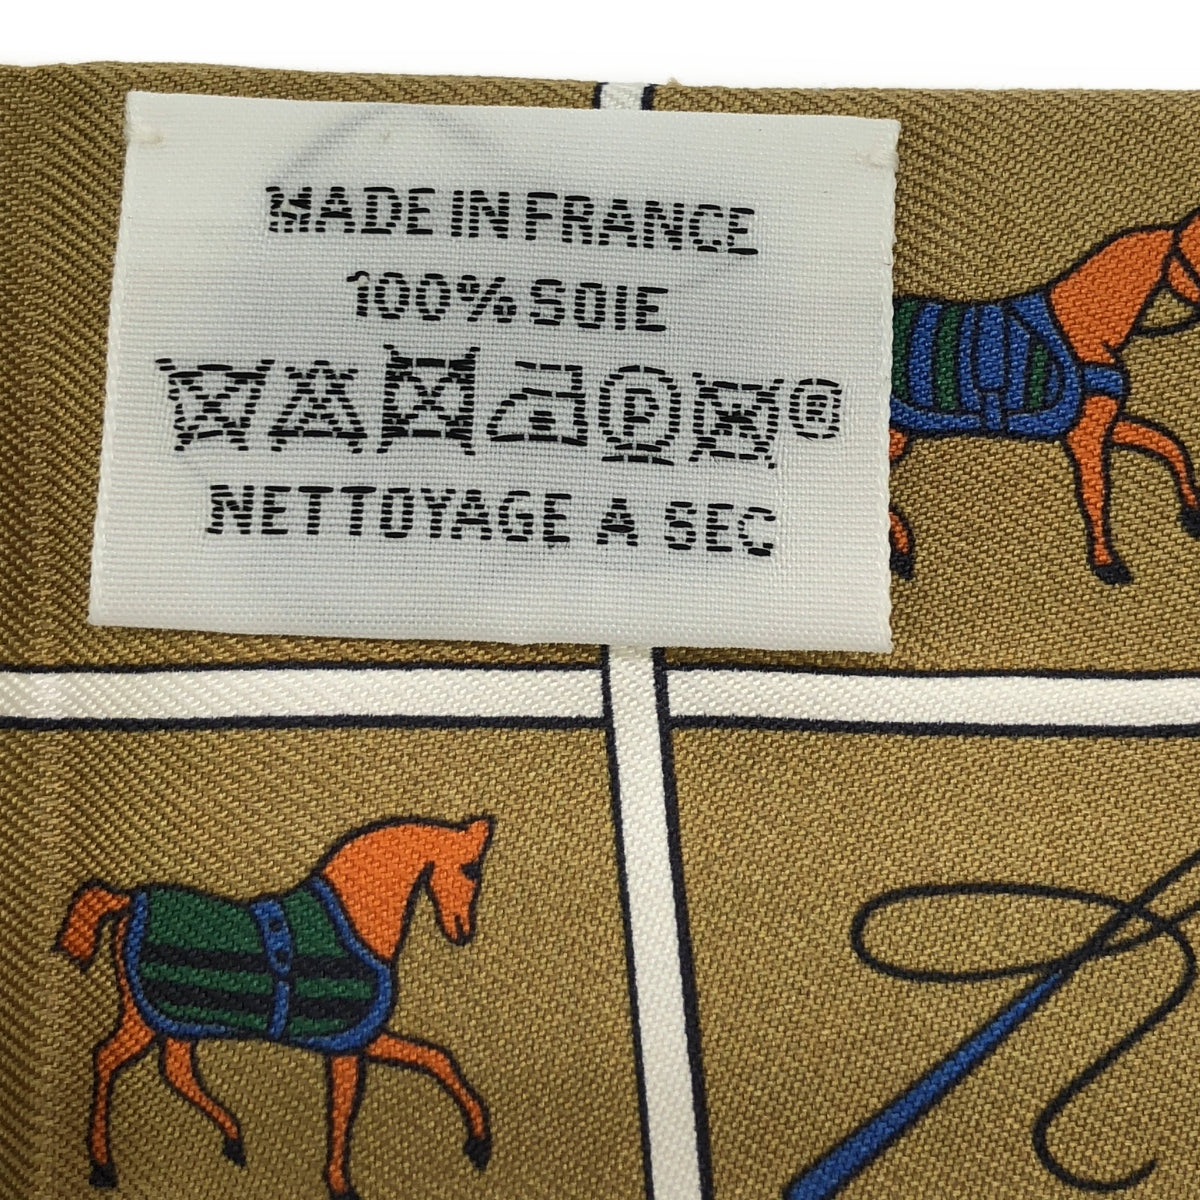 MADE IN FRANCE
100% SOIE
P ®
NETTOYAGE A SEC